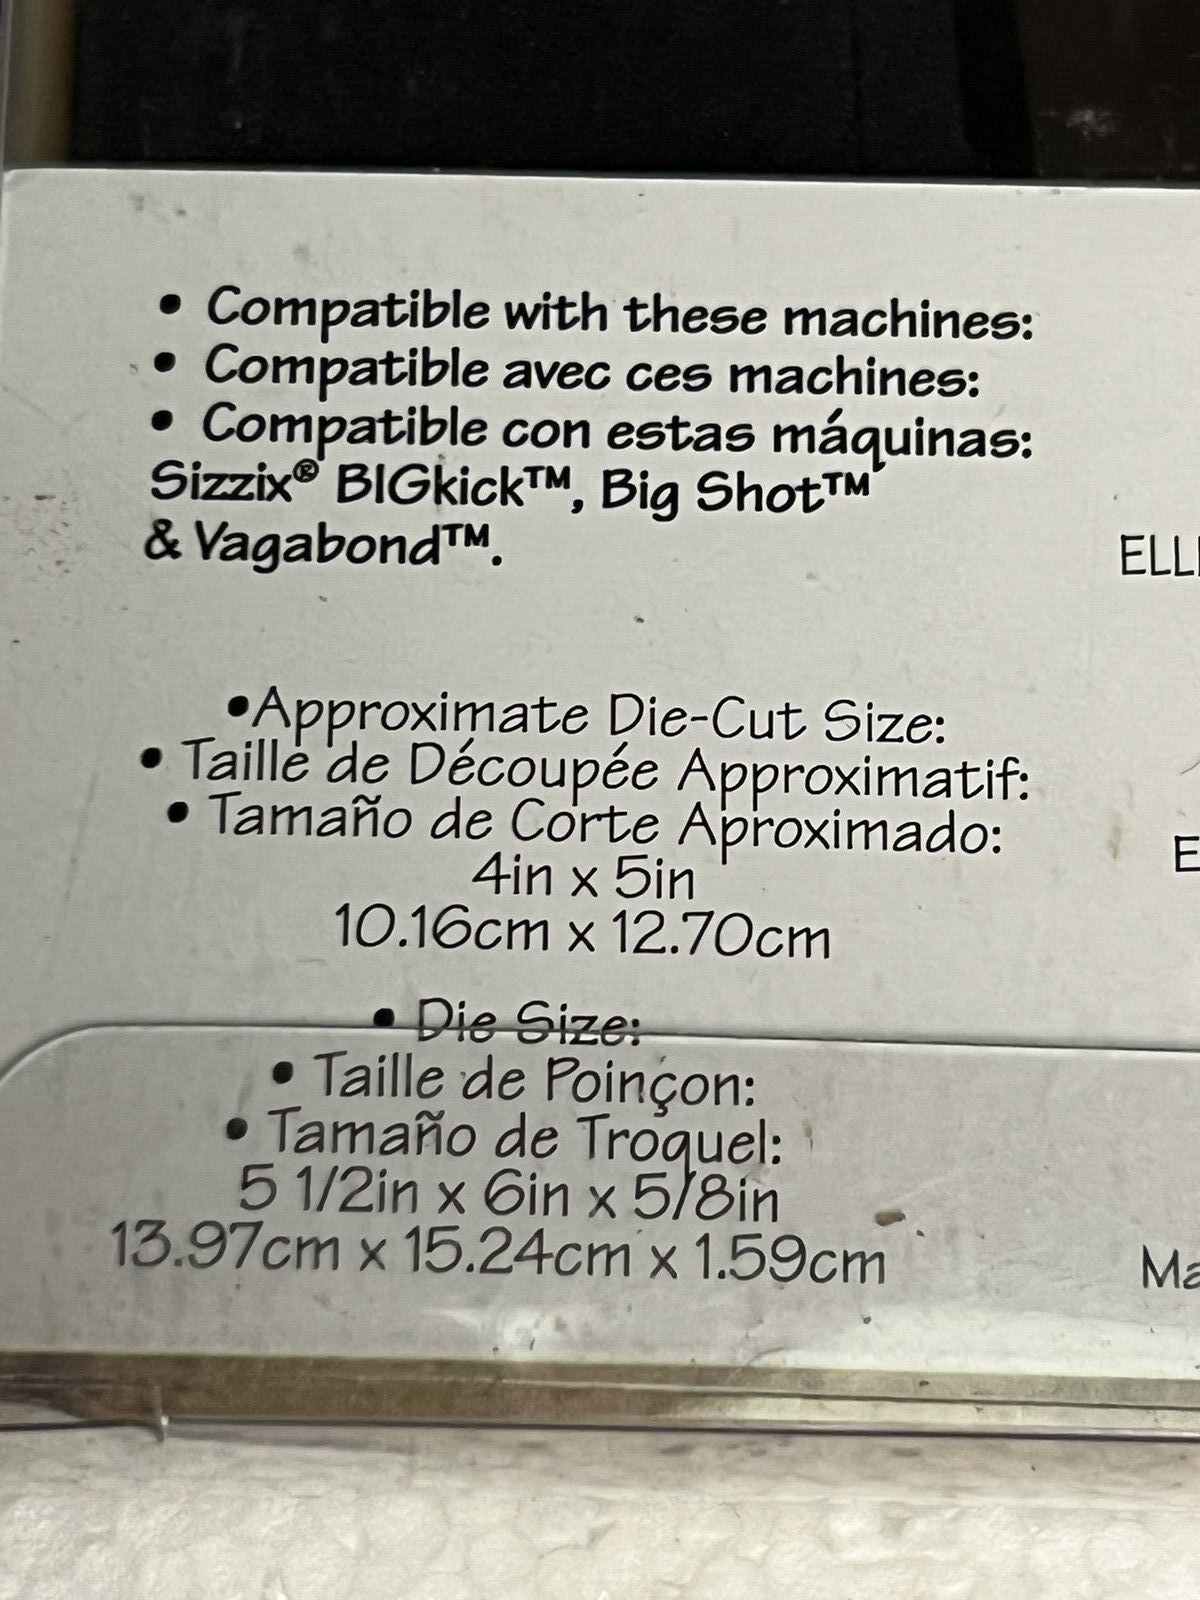 • Compatible with these machines:
• Compatible avec ces machines:
• Compatible con estas máquinas:
Sizzix® BIGkick™, Big Shot™
& Vagabond™.
•Approximate Die-Cut Size:
• Taille de Découpée Approximatif:
• Tamaño de Corte Aproximado:
4in x 5in
10.16cm x 12.70cm
• Die Size:
• Taille de Poinçon:
• Tamaño de Troquel:
5 1/2in x 6in x 5/8in
13.97cm x 15.24cm x 1.59cm